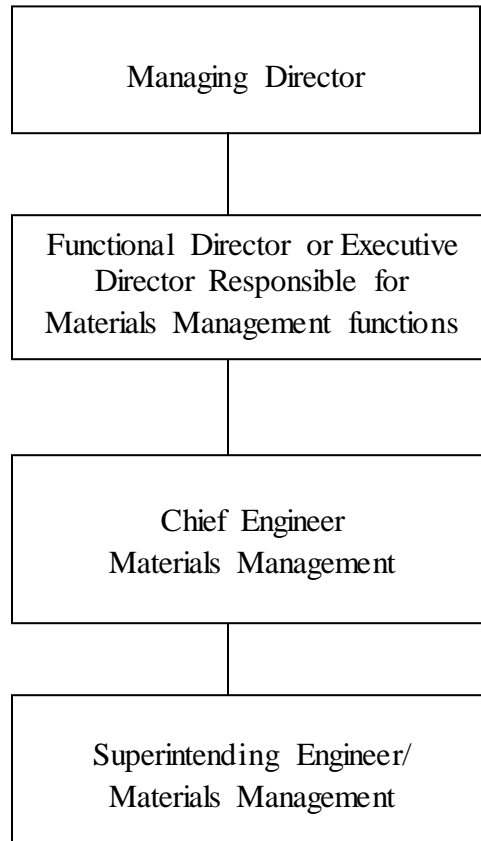 Managing Director
Functional Director or Executive
Director Responsible for
Materials Management functions
Chief Engineer
Materials Management
Superintending Engineer/
Materials Management